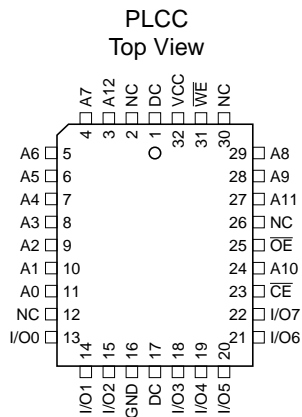 PLCC
Top View
A7 A12 NC DC VCC W̅E̅ NC
4 3 2 1 32 31 30
A6 5 29 A8
A5 6 28 A9
A4 7 27 A11
A3 8 26 NC
A2 9 25 O̅E̅
A1 10 24 A10
A0 11 23 C̅E̅
NC 12 22 I/O7
I/O0 13 21 I/O6
14 15 16 17 18 19 20
I/O1 I/O2 GND DC I/O3 I/O4 I/O5